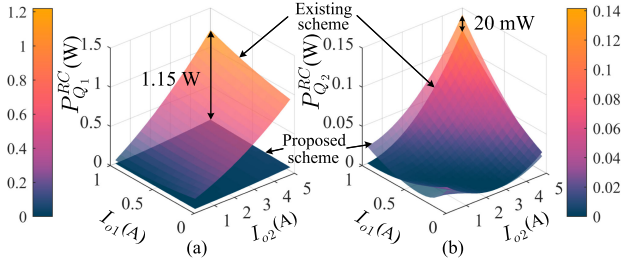 1.2
1
0.8
0.6
0.4
0.2
0
P_{Q_1}^{RC}(W)
1.5
1
0.5
0
1.15 W
1
0.5
0
I_{o1}(A)
1
2
3
4
5
I_{o2}(A)
(a)
Existing
scheme
Proposed
scheme
P_{Q_2}^{RC}(W)
0.15
0.1
0.05
0
20 mW
1
0.5
0
I_{o1}(A)
1
2
3
4
5
I_{o2}(A)
(b)
0.14
0.12
0.1
0.08
0.06
0.04
0.02
0